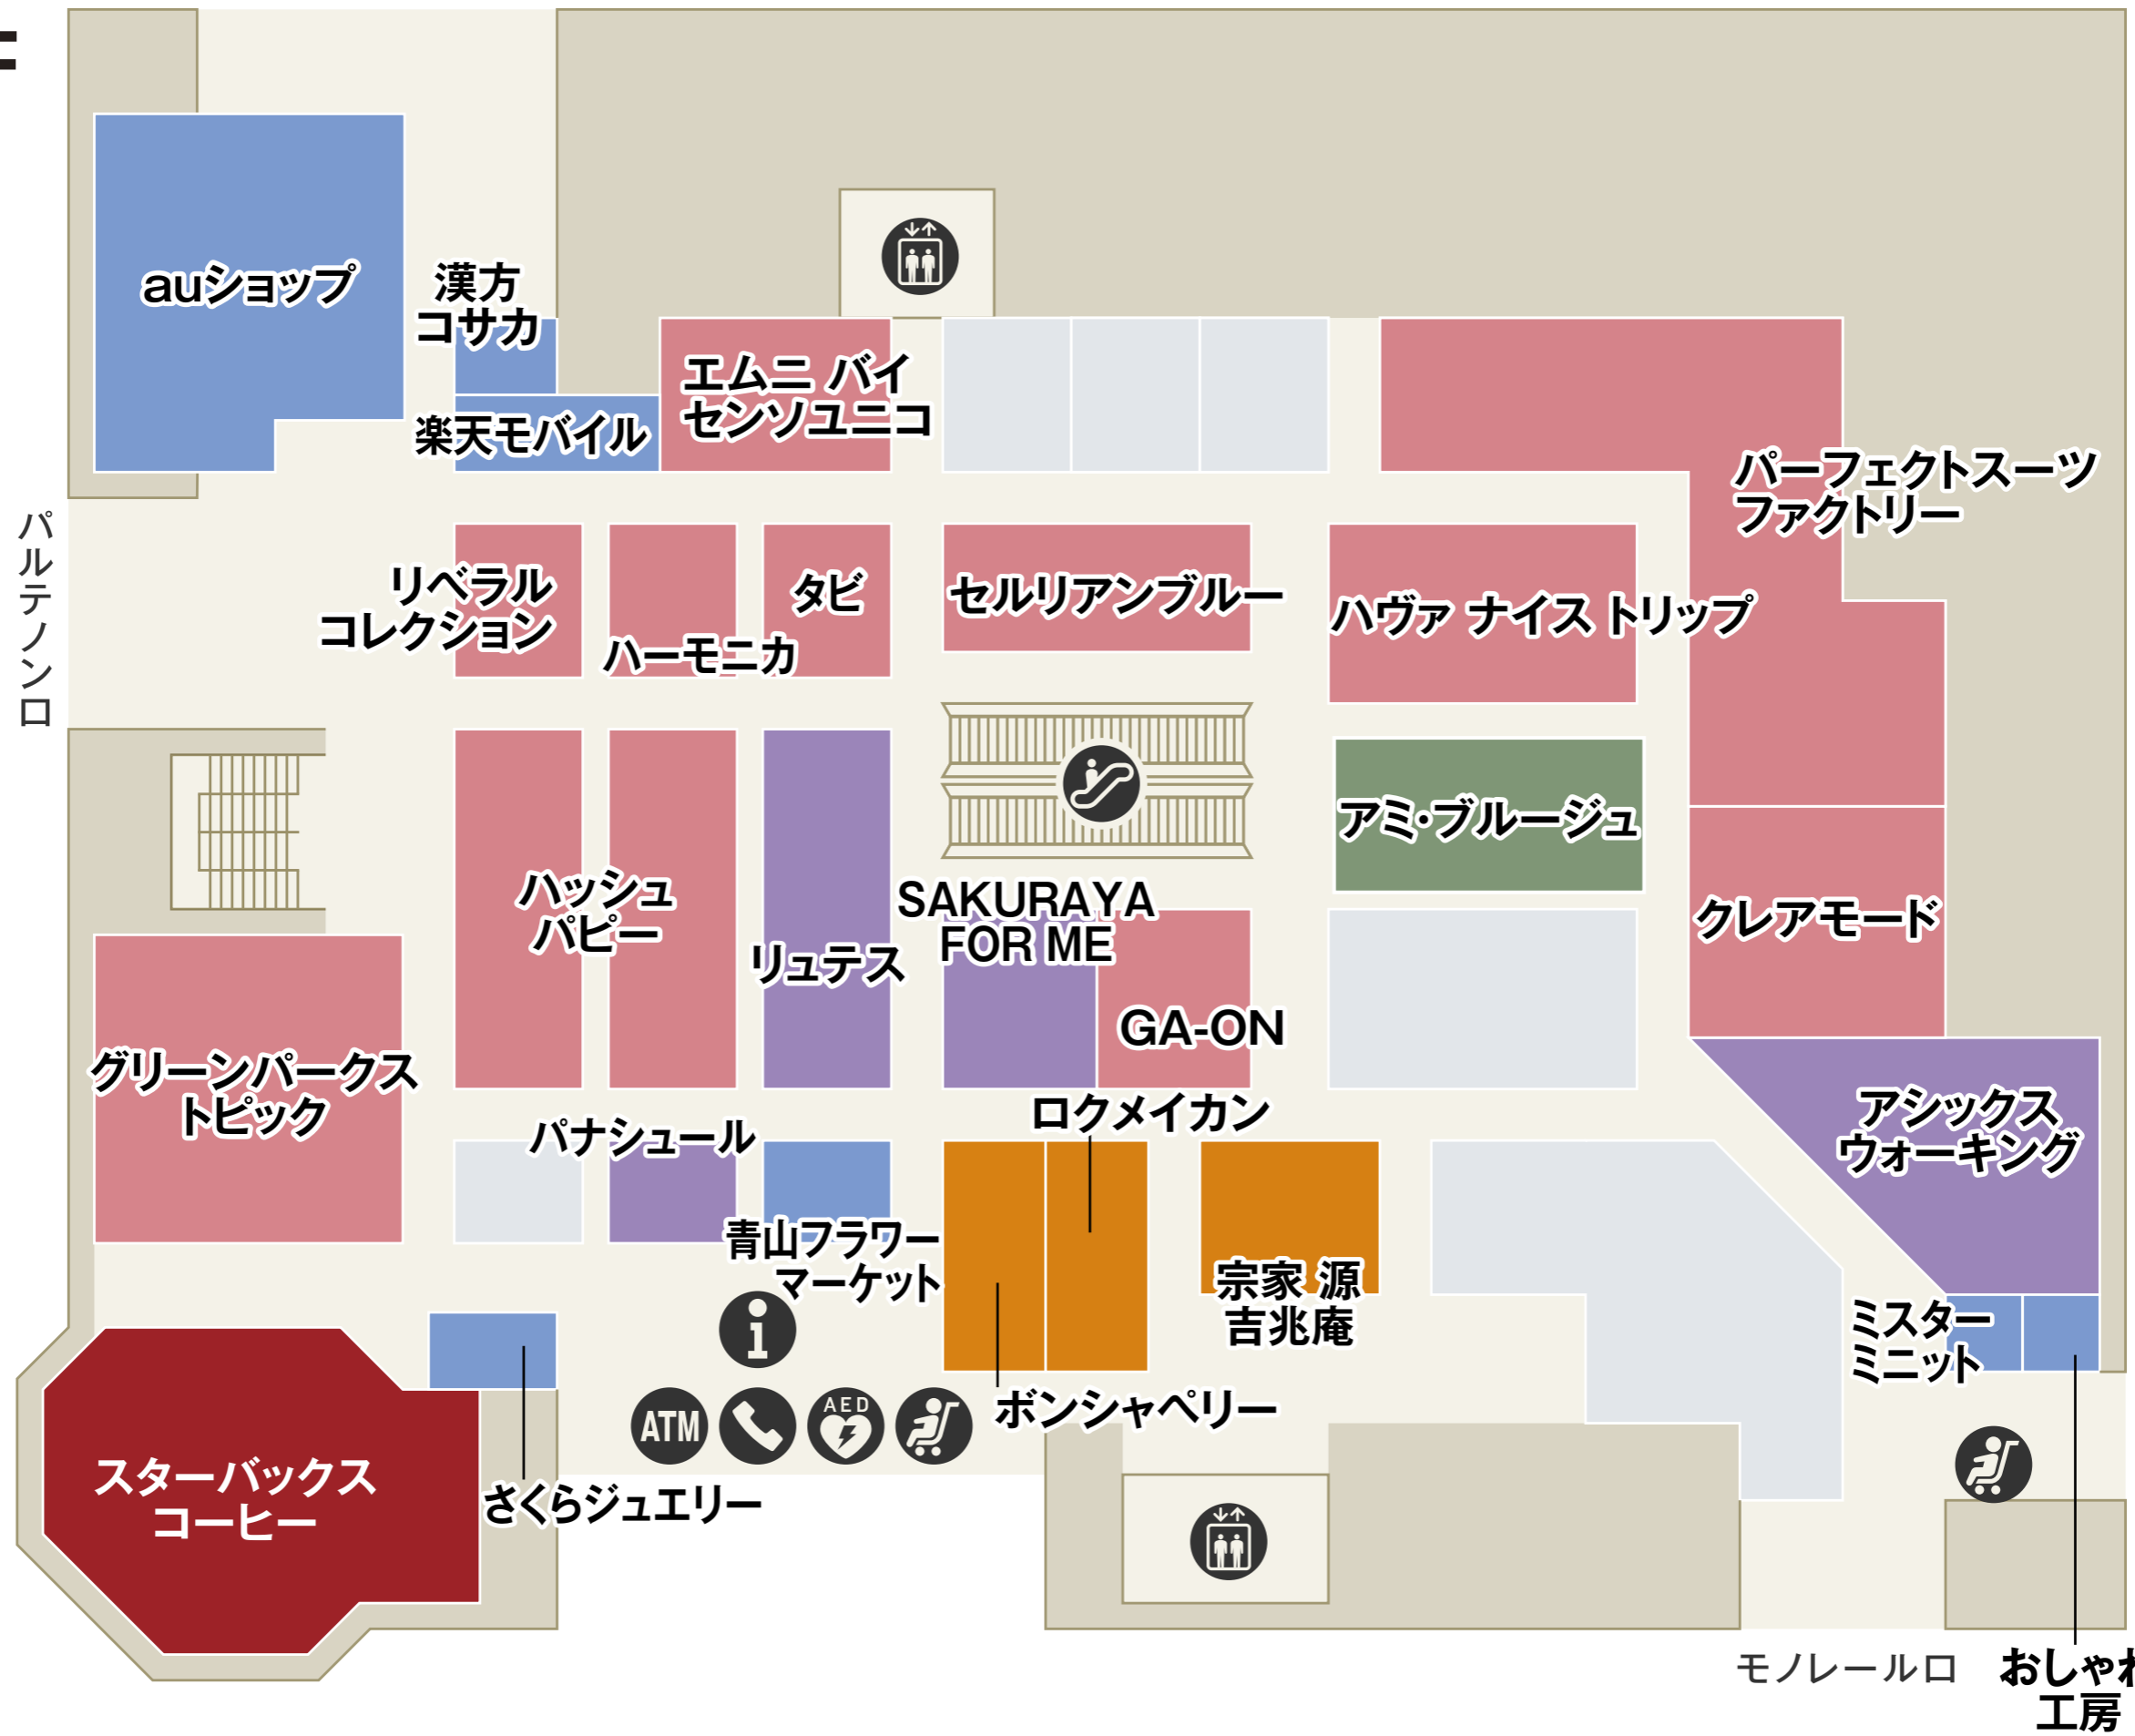 auショップ
漢方
コサカ
楽天モバイル
エムニ バイ
センソユニコ
パーフェクトスーツ
ファクトリー
パルテノン口
リベラル
コレクション
ハーモニカ
タビ
セルリアンブルー
ハヴァ ナイス トリップ
アミ・ブルージュ
ハッシュ
パピー
リュテス
SAKURAYA
FOR ME
GA-ON
クレアモード
グリーンパークス
トピック
パナシュール
青山フラワー
マーケット
ロクメイカン
ボンシャペリー
宗家 源
吉兆庵
アシックス
ウォーキング
ミスター
ミニット
スターバックス
コーヒー
さくらジュエリー
ATM
AED
モノレール口
おしゃれ
工房